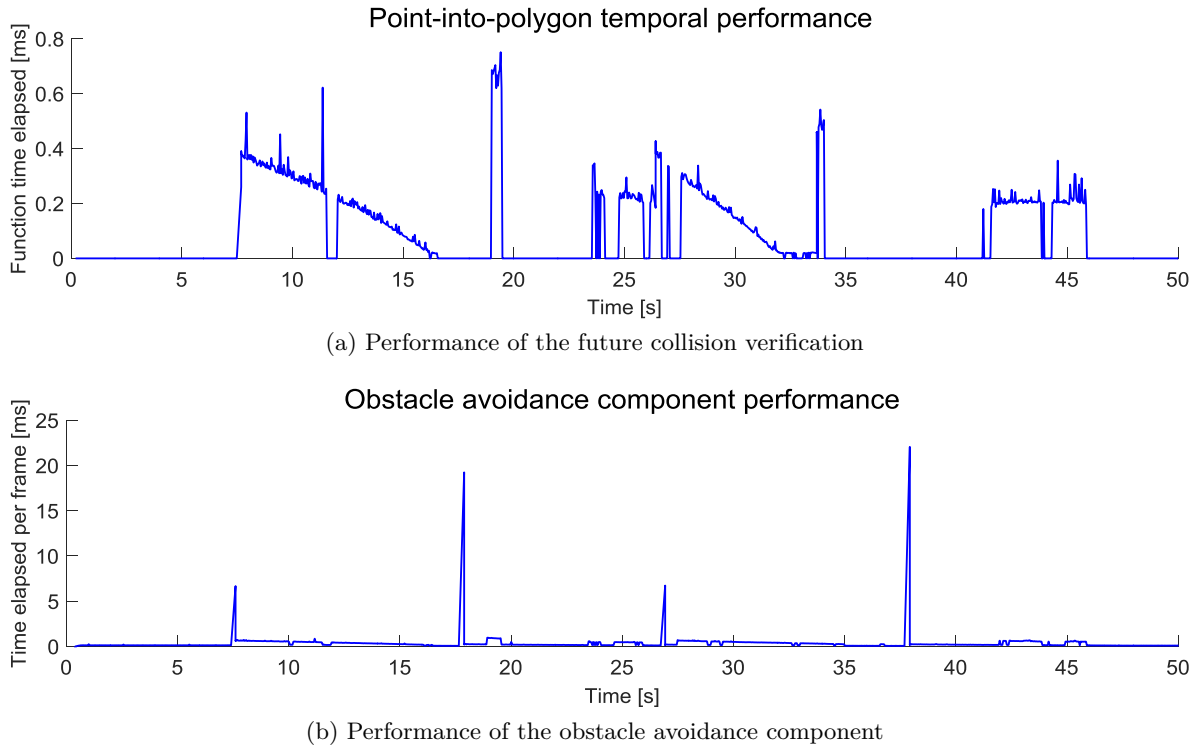 Point-into-polygon temporal performance
Function time elapsed [ms]
0.8
0.6
0.4
0.2
0
0 5 10 15 20 25 30 35 40 45 50
Time [s]
(a) Performance of the future collision verification
Obstacle avoidance component performance
Time elapsed per frame [ms]
25
20
15
10
5
0
0 5 10 15 20 25 30 35 40 45 50
Time [s]
(b) Performance of the obstacle avoidance component